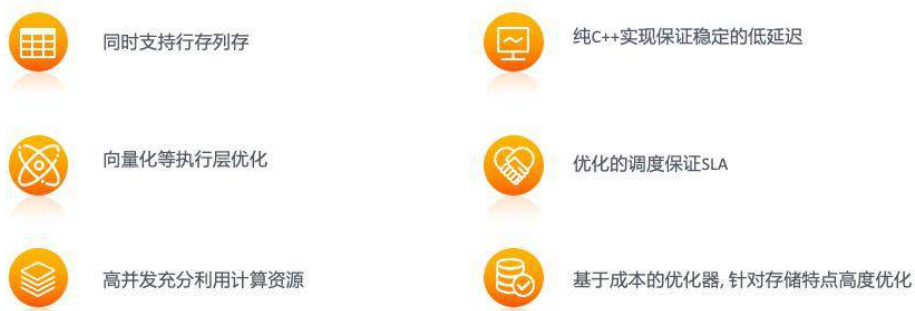 同时支持行存列存
纯C++实现保证稳定的低延迟
向量化等执行层优化
优化的调度保证SLA
高并发充分利用计算资源
基于成本的优化器, 针对存储特点高度优化